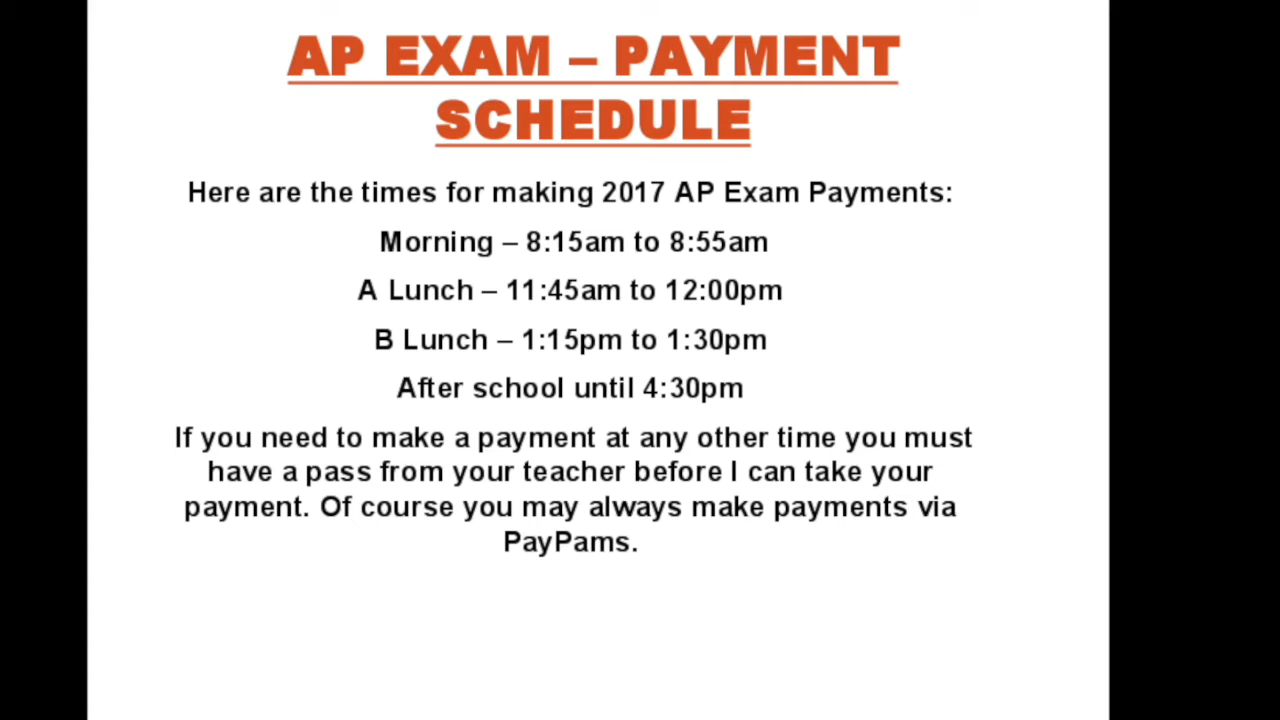 AP EXAM – PAYMENT
SCHEDULE
Here are the times for making 2017 AP Exam Payments:
Morning – 8:15am to 8:55am
A Lunch – 11:45am to 12:00pm
B Lunch – 1:15pm to 1:30pm
After school until 4:30pm
If you need to make a payment at any other time you must
have a pass from your teacher before I can take your
payment. Of course you may always make payments via
PayPams.